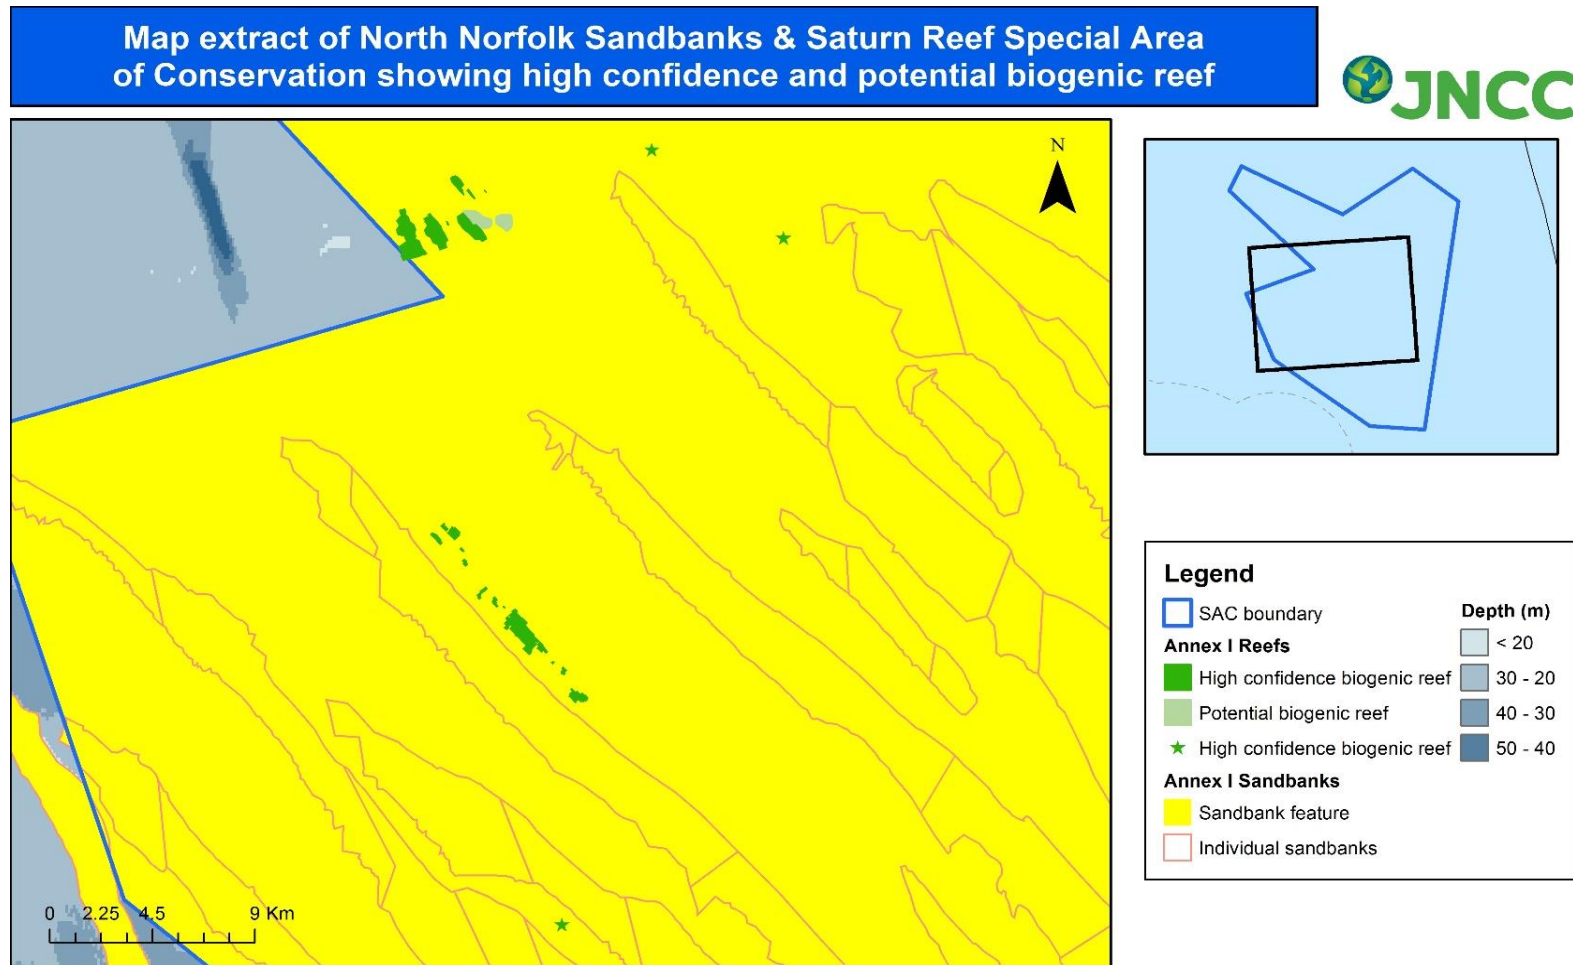 Map extract of North Norfolk Sandbanks & Saturn Reef Special Area
of Conservation showing high confidence and potential biogenic reef
JNCC
N
0 2.25 4.5 9 Km
Legend
SAC boundary
Annex I Reefs
High confidence biogenic reef
Potential biogenic reef
High confidence biogenic reef
Annex I Sandbanks
Sandbank feature
Individual sandbanks
Depth (m)
< 20
30 - 20
40 - 30
50 - 40